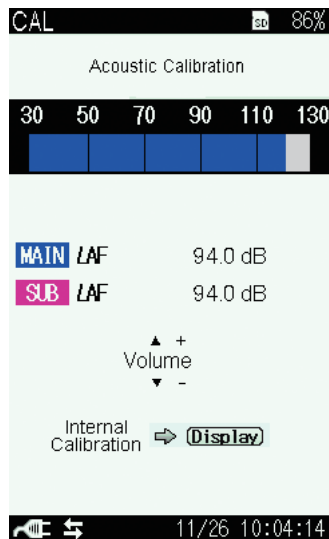 CAL SD 86%
Acoustic Calibration
30 50 70 90 110 130
MAIN LAF 94.0 dB
SUB LAF 94.0 dB
▲ +
Volume
▼ -
Internal
Calibration ⇨ (Display)
11/26 10:04:14